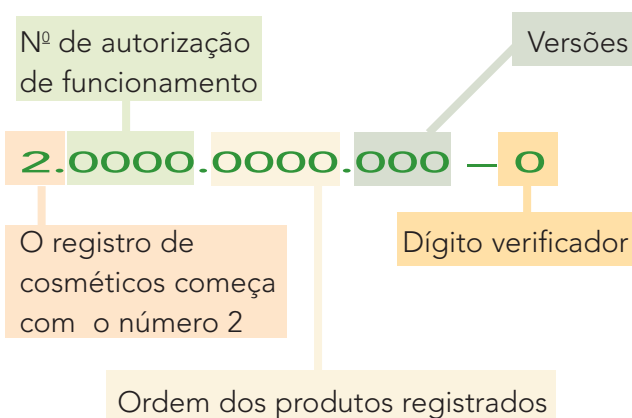 Nº de autorização
de funcionamento
Versões
2.0000.0000.000 – 0
O registro de
cosméticos começa
com o número 2
Dígito verificador
Ordem dos produtos registrados